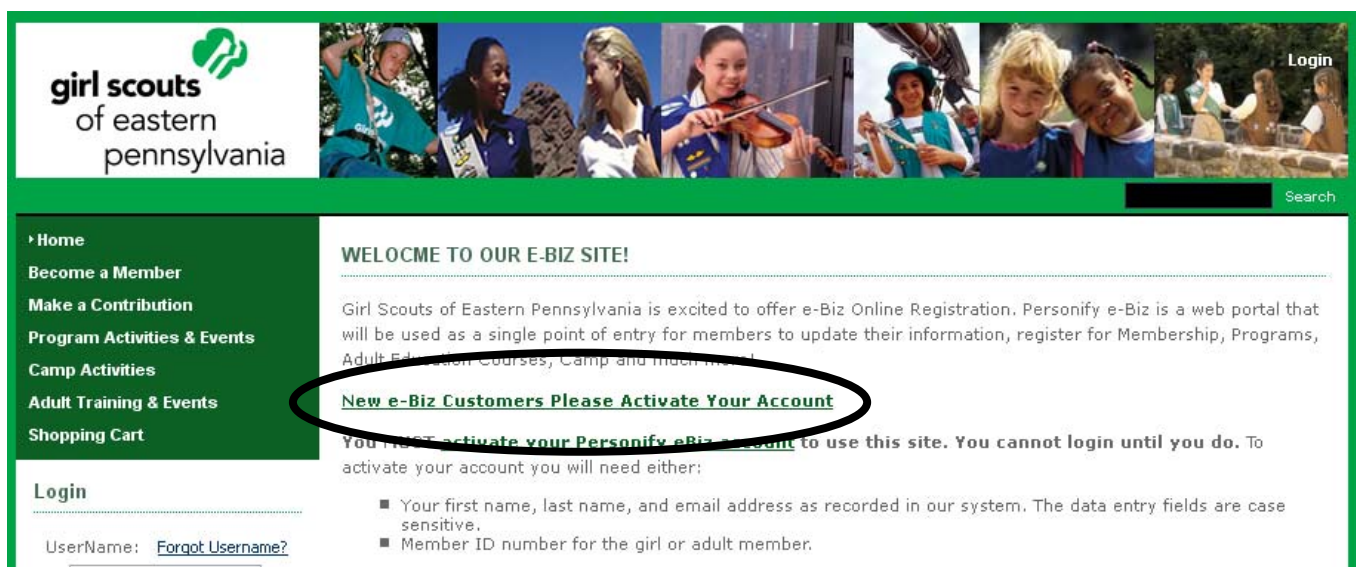 girl scouts
of eastern
pennsylvania
Login
Search
Home
Become a Member
Make a Contribution
Program Activities & Events
Camp Activities
Adult Training & Events
Shopping Cart
Login
UserName: Forgot Username?
WELOCME TO OUR E-BIZ SITE!
Girl Scouts of Eastern Pennsylvania is excited to offer e-Biz Online Registration. Personify e-Biz is a web portal that
will be used as a single point of entry for members to update their information, register for Membership, Programs,
Adult Education Courses, Camp and much more!
New e-Biz Customers Please Activate Your Account
You MUST activate your Personify eBiz account to use this site. You cannot login until you do. To
activate your account you will need either:
■ Your first name, last name, and email address as recorded in our system. The data entry fields are case
sensitive.
■ Member ID number for the girl or adult member.